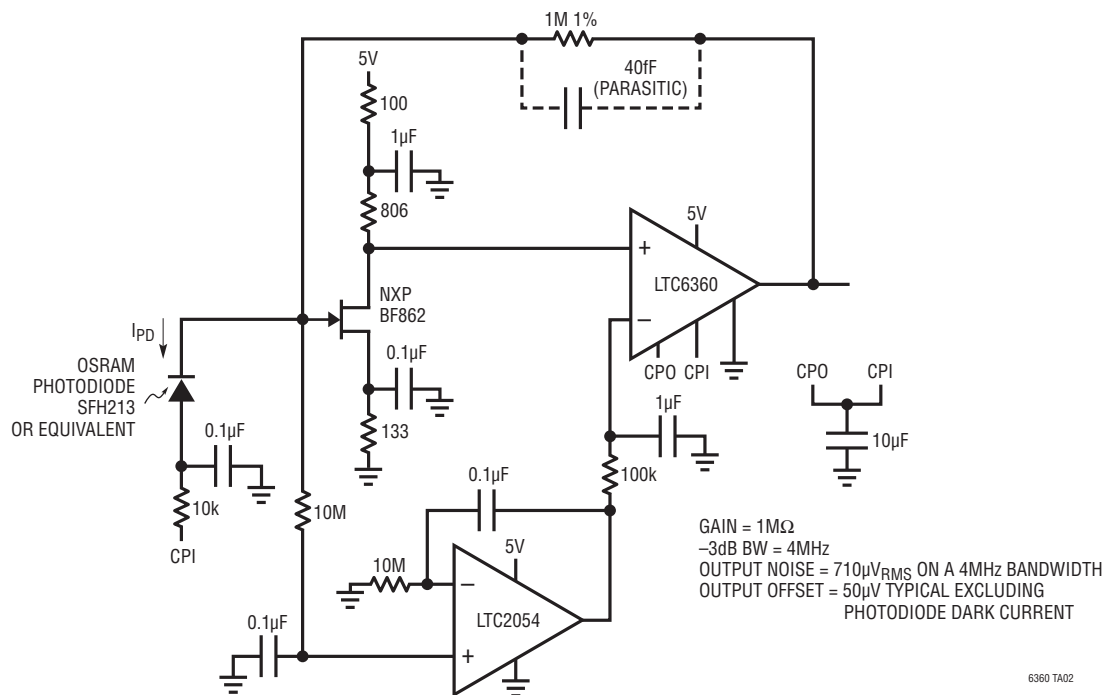 1M 1%
40fF
(PARASITIC)
5V
100
1µF
806
5V
+
LTC6360
–
CPO CPI
NXP
BF862
IPD
OSRAM
PHOTODIODE
SFH213
OR EQUIVALENT
0.1µF
133
0.1µF
10k
CPI
10M
1µF
100k
CPO CPI
10µF
0.1µF
10M
5V
–
LTC2054
+
0.1µF
GAIN = 1MΩ
–3dB BW = 4MHz
OUTPUT NOISE = 710µVRMS ON A 4MHz BANDWIDTH
OUTPUT OFFSET = 50µV TYPICAL EXCLUDING
PHOTODIODE DARK CURRENT
6360 TA02